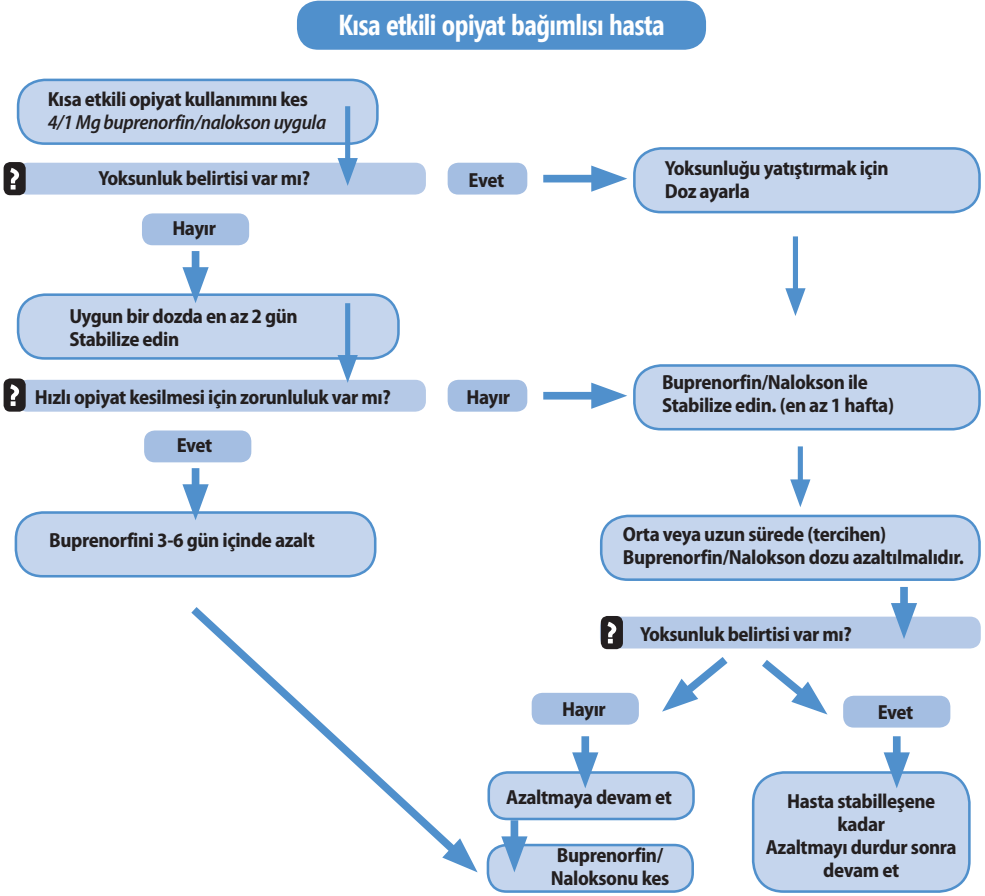 Kısa etkili opiyat bağımlısı hasta
Kısa etkili opiyat kullanımını kes
4/1 Mg buprenorfin/nalokson uygula
? Yoksunluk belirtisi var mı?
Evet
Yoksunluğu yatıştırmak için
Doz ayarla
Hayır
Uygun bir dozda en az 2 gün
Stabilize edin
? Hızlı opiyat kesilmesi için zorunluluk var mı?
Hayır
Buprenorfin/Nalokson ile
Stabilize edin. (en az 1 hafta)
Evet
Buprenorfini 3-6 gün içinde azalt
Orta veya uzun sürede (tercihen)
Buprenorfin/Nalokson dozu azaltılmalıdır.
? Yoksunluk belirtisi var mı?
Hayır
Evet
Azaltmaya devam et
Buprenorfin/
Naloksonu kes
Hasta stabilleşene
kadar
Azaltmayı durdur sonra
devam et